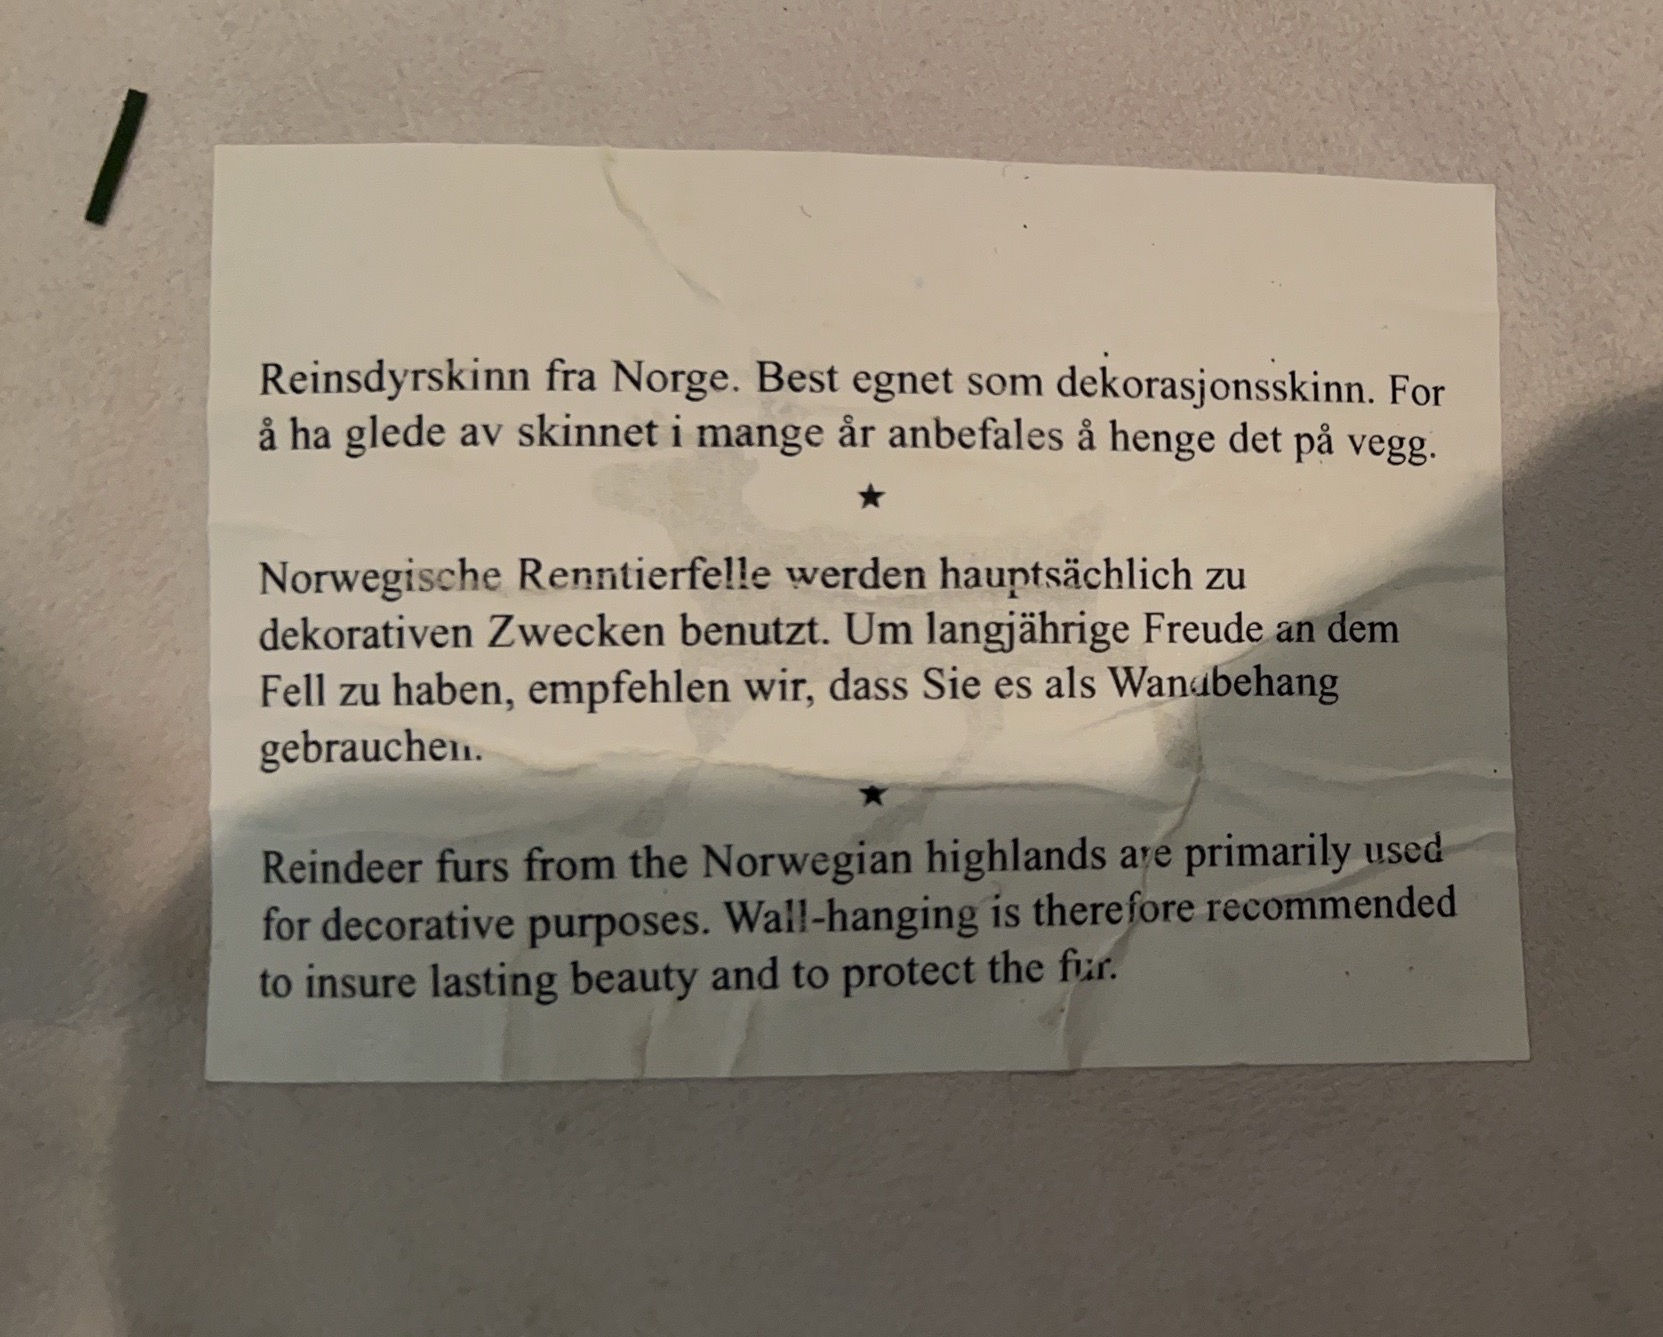 Reinsdyrskinn fra Norge. Best egnet som dekorasjonsskinn. For
å ha glede av skinnet i mange år anbefales å henge det på vegg.
★
Norwegische Renntierfelle werden hauptsächlich zu
dekorativen Zwecken benutzt. Um langjährige Freude an dem
Fell zu haben, empfehlen wir, dass Sie es als Wandbehang
gebrauchen.
★
Reindeer furs from the Norwegian highlands are primarily used
for decorative purposes. Wall-hanging is therefore recommended
to insure lasting beauty and to protect the fur.